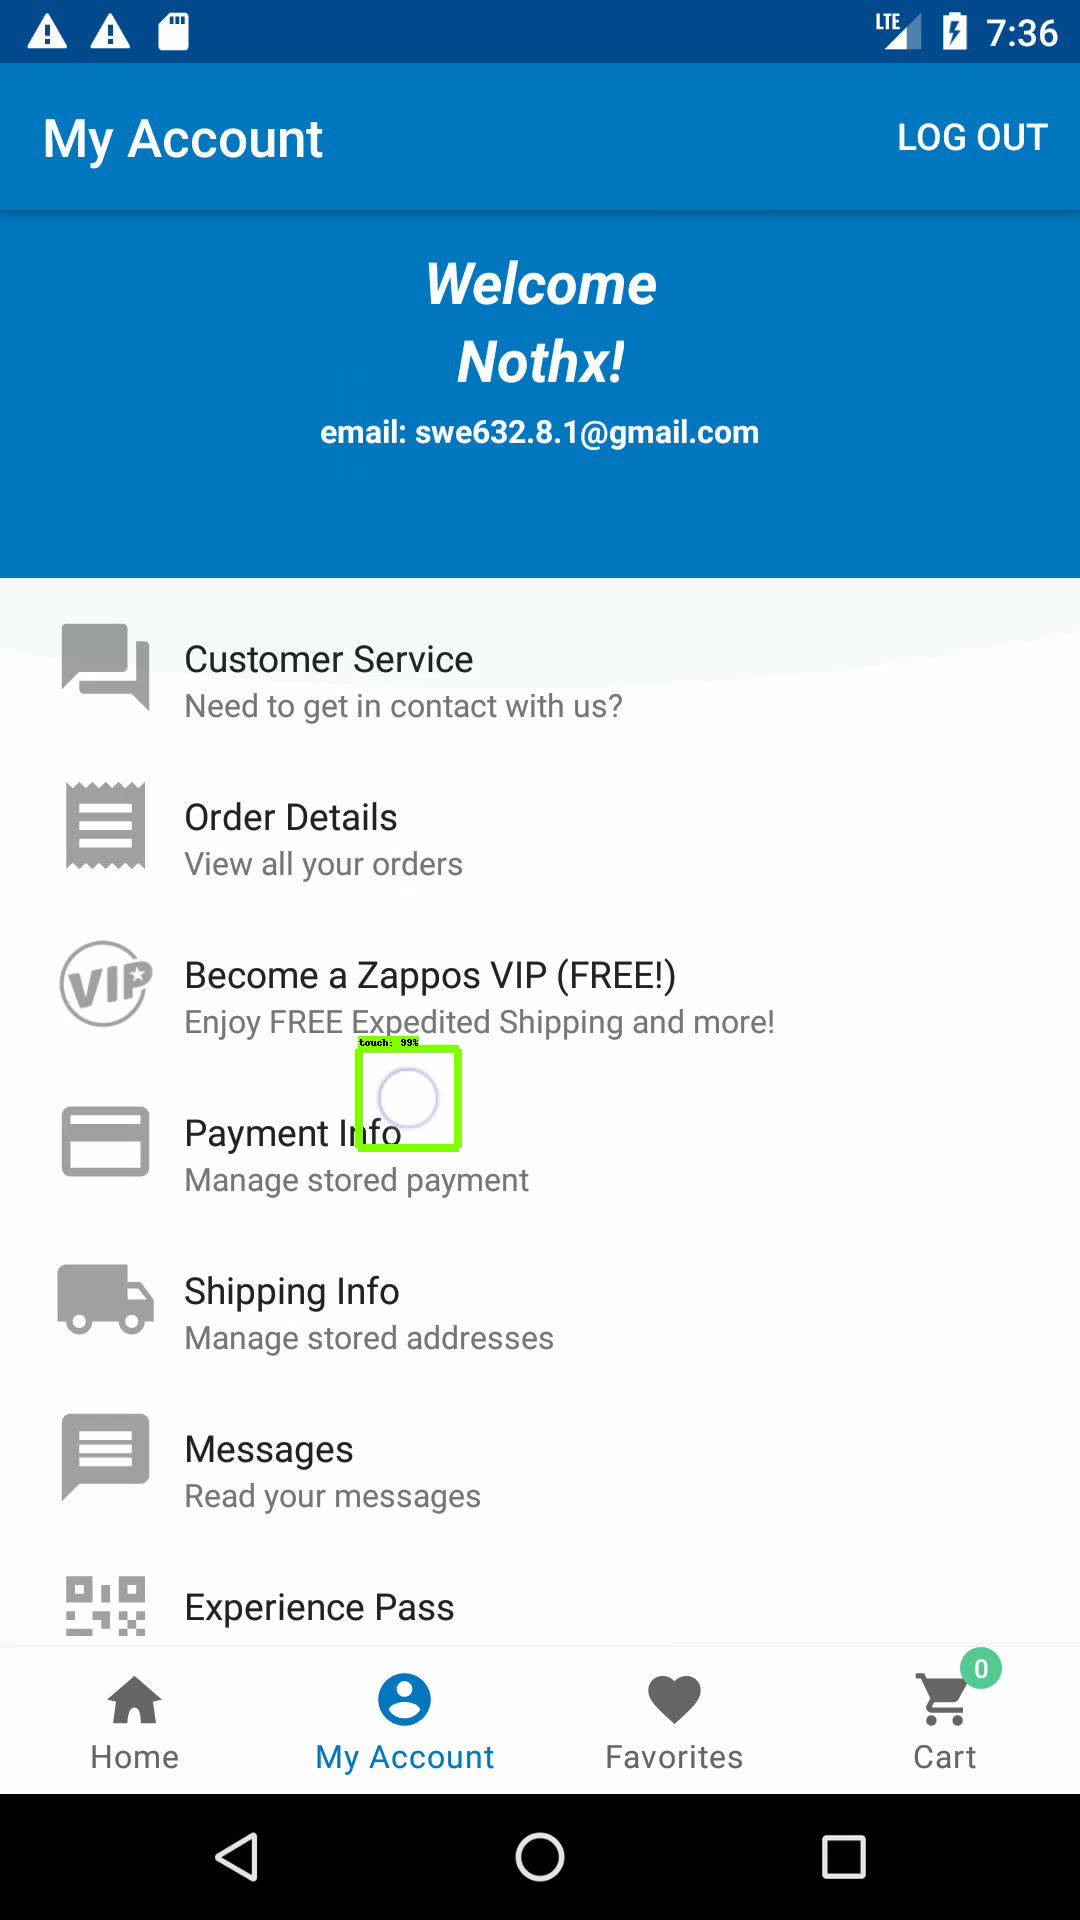 LTE 7:36
My Account LOG OUT
Welcome
Nothx!
email: swe632.8.1@gmail.com
Customer Service
Need to get in contact with us?
Order Details
View all your orders
VIP
Become a Zappos VIP (FREE!)
Enjoy FREE Expedited Shipping and more!
touch: 99%
Payment Info
Manage stored payment
Shipping Info
Manage stored addresses
Messages
Read your messages
Experience Pass
0
Home My Account Favorites Cart